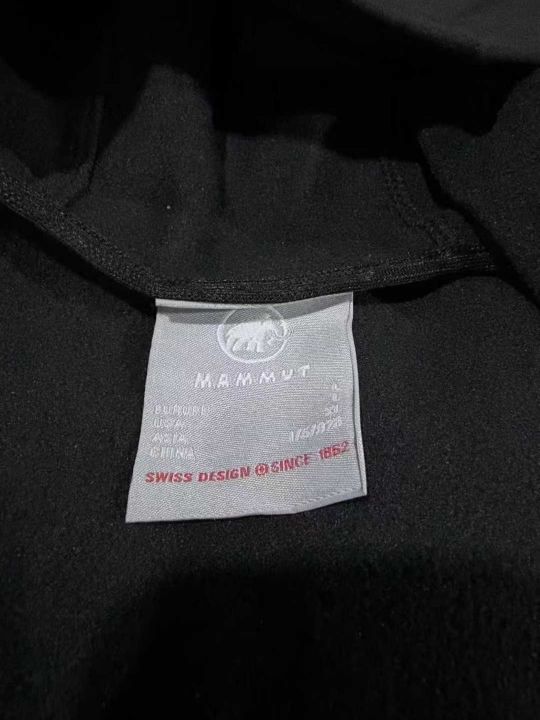 MAMMUT
EUROPE
USA
ASIA
CHINA
SWISS DESIGN SINCE 1862